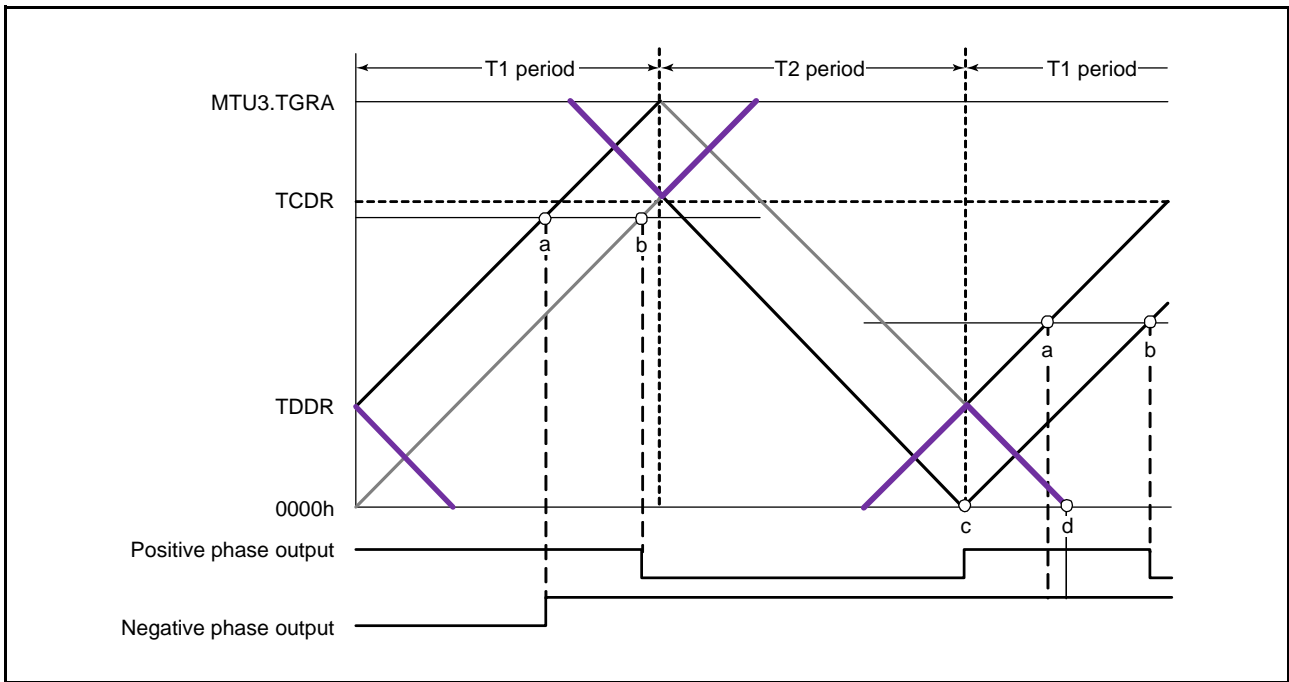 T1 period T2 period T1 period
MTU3.TGRA
TCDR
a b
a b
TDDR
0000h
c d
Positive phase output
Negative phase output